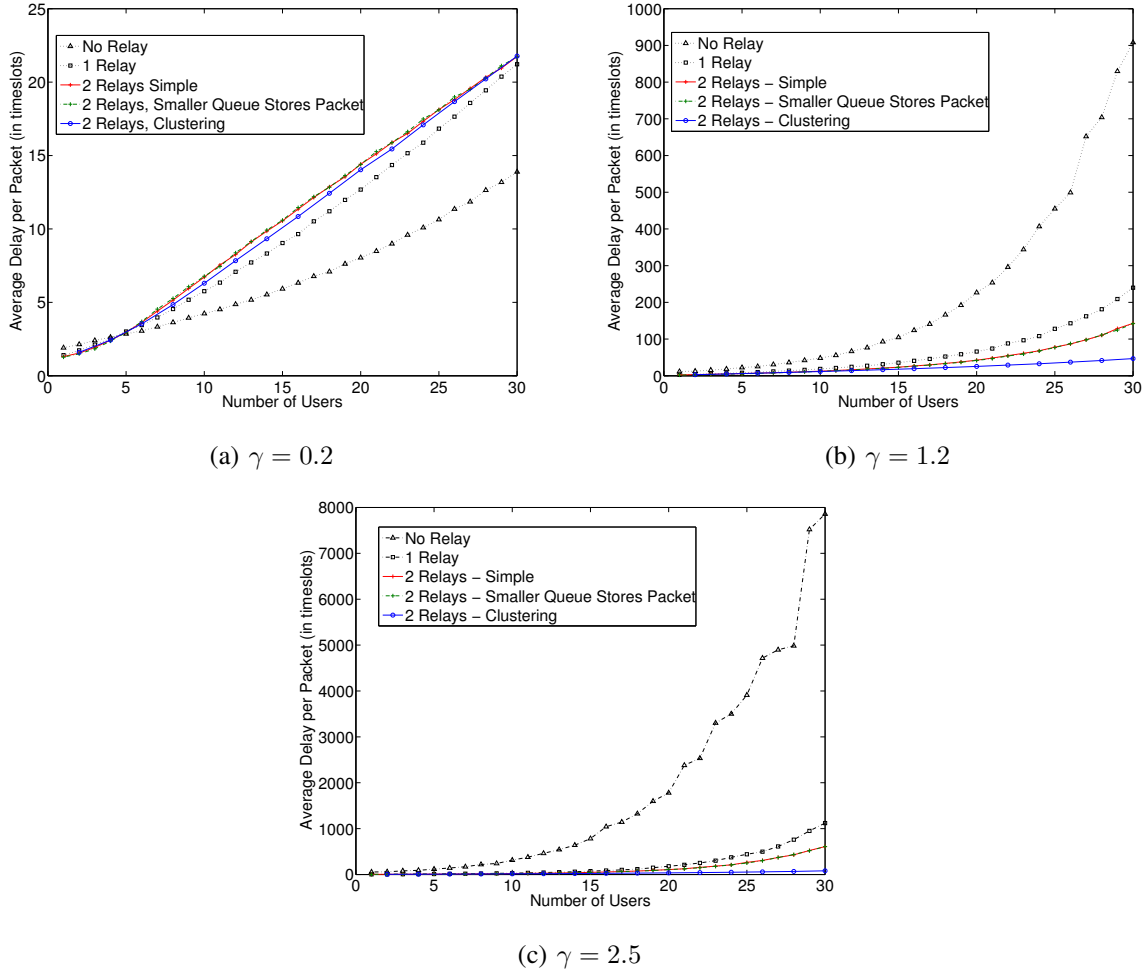 25
20
15
10
5
0
0
5
10
15
20
25
30
Average Delay per Packet (in timeslots)
Number of Users
No Relay
1 Relay
2 Relays Simple
2 Relays, Smaller Queue Stores Packet
2 Relays, Clustering
(a) γ = 0.2
1000
900
800
700
600
500
400
300
200
100
0
0
5
10
15
20
25
30
Average Delay per Packet (in timeslots)
Number of Users
No Relay
1 Relay
2 Relays − Simple
2 Relays − Smaller Queue Stores Packet
2 Relays − Clustering
(b) γ = 1.2
8000
7000
6000
5000
4000
3000
2000
1000
0
0
5
10
15
20
25
30
Average Delay per Packet (in timeslots)
Number of Users
No Relay
1 Relay
2 Relays − Simple
2 Relays − Smaller Queue Stores Packet
2 Relays − Clustering
(c) γ = 2.5